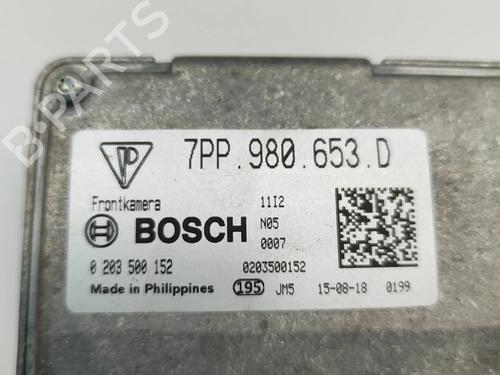 B-PARTS
7PP.980.653.D
Frontkamera 11I2
BOSCH N05
0007
0 203 500 152 0203500152
Made in Philippines 195 JM5 15-08-18 0199